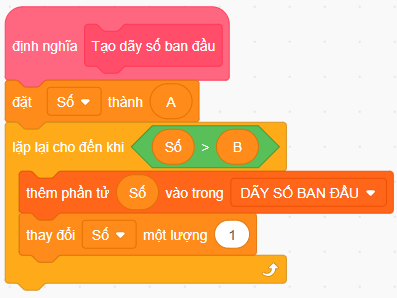 định nghĩa Tạo dãy số ban đầu
đặt Số thành A
lặp lại cho đến khi Số > B
thêm phần tử Số vào trong DÃY SỐ BAN ĐẦU
thay đổi Số một lượng 1